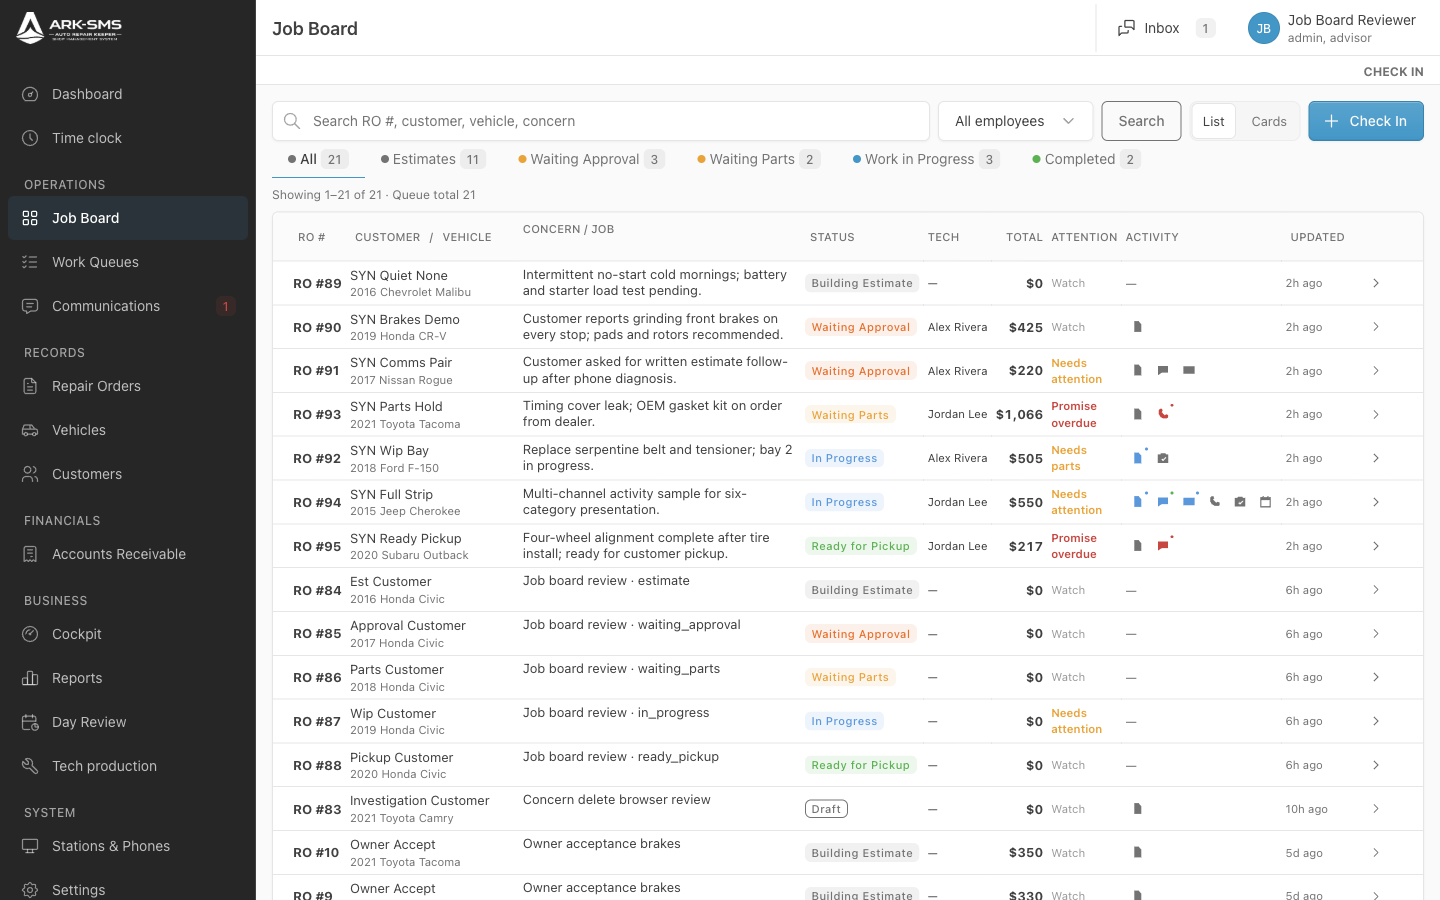 ARK-SMS
AUTO REPAIR KEEPER
SHOP MANAGEMENT SYSTEM
Job Board
Inbox 1
JB
Job Board Reviewer
admin, advisor
CHECK IN
Dashboard
Time clock
OPERATIONS
Job Board
Work Queues
Communications 1
RECORDS
Repair Orders
Vehicles
Customers
FINANCIALS
Accounts Receivable
BUSINESS
Cockpit
Reports
Day Review
Tech production
SYSTEM
Stations & Phones
Settings
Search RO #, customer, vehicle, concern
All employees
Search
List Cards
Check In
All 21 Estimates 11 Waiting Approval 3 Waiting Parts 2 Work in Progress 3 Completed 2
Showing 1–21 of 21 · Queue total 21
RO # CUSTOMER / VEHICLE CONCERN / JOB STATUS TECH TOTAL ATTENTION ACTIVITY UPDATED
RO #89 SYN Quiet None Intermittent no-start cold mornings; battery Building Estimate — $0 Watch — 2h ago
2016 Chevrolet Malibu and starter load test pending.
RO #90 SYN Brakes Demo Customer reports grinding front brakes on Waiting Approval Alex Rivera $425 Watch 2h ago
2019 Honda CR-V every stop; pads and rotors recommended.
RO #91 SYN Comms Pair Customer asked for written estimate follow- Waiting Approval Alex Rivera $220 Needs 2h ago
2017 Nissan Rogue up after phone diagnosis. attention
RO #93 SYN Parts Hold Timing cover leak; OEM gasket kit on order Waiting Parts Jordan Lee $1,066 Promise 2h ago
2021 Toyota Tacoma from dealer. overdue
RO #92 SYN Wip Bay Replace serpentine belt and tensioner; bay 2 In Progress Alex Rivera $505 Needs 2h ago
2018 Ford F-150 in progress. parts
RO #94 SYN Full Strip Multi-channel activity sample for six- In Progress Jordan Lee $550 Needs 2h ago
2015 Jeep Cherokee category presentation. attention
RO #95 SYN Ready Pickup Four-wheel alignment complete after tire Ready for Pickup Jordan Lee $217 Promise 2h ago
2020 Subaru Outback install; ready for customer pickup. overdue
RO #84 Est Customer Job board review · estimate Building Estimate — $0 Watch — 6h ago
2016 Honda Civic
RO #85 Approval Customer Job board review · waiting_approval Waiting Approval — $0 Watch — 6h ago
2017 Honda Civic
RO #86 Parts Customer Job board review · waiting_parts Waiting Parts — $0 Watch — 6h ago
2018 Honda Civic
RO #87 Wip Customer Job board review · in_progress In Progress — $0 Needs — 6h ago
2019 Honda Civic attention
RO #88 Pickup Customer Job board review · ready_pickup Ready for Pickup — $0 Watch — 6h ago
2020 Honda Civic
RO #83 Investigation Customer Concern delete browser review Draft — $0 Watch 10h ago
2021 Toyota Camry
RO #10 Owner Accept Owner acceptance brakes Building Estimate — $350 Watch 5d ago
2021 Toyota Tacoma
RO #9 Owner Accept Owner acceptance brakes Building Estimate — $330 Watch 5d ago